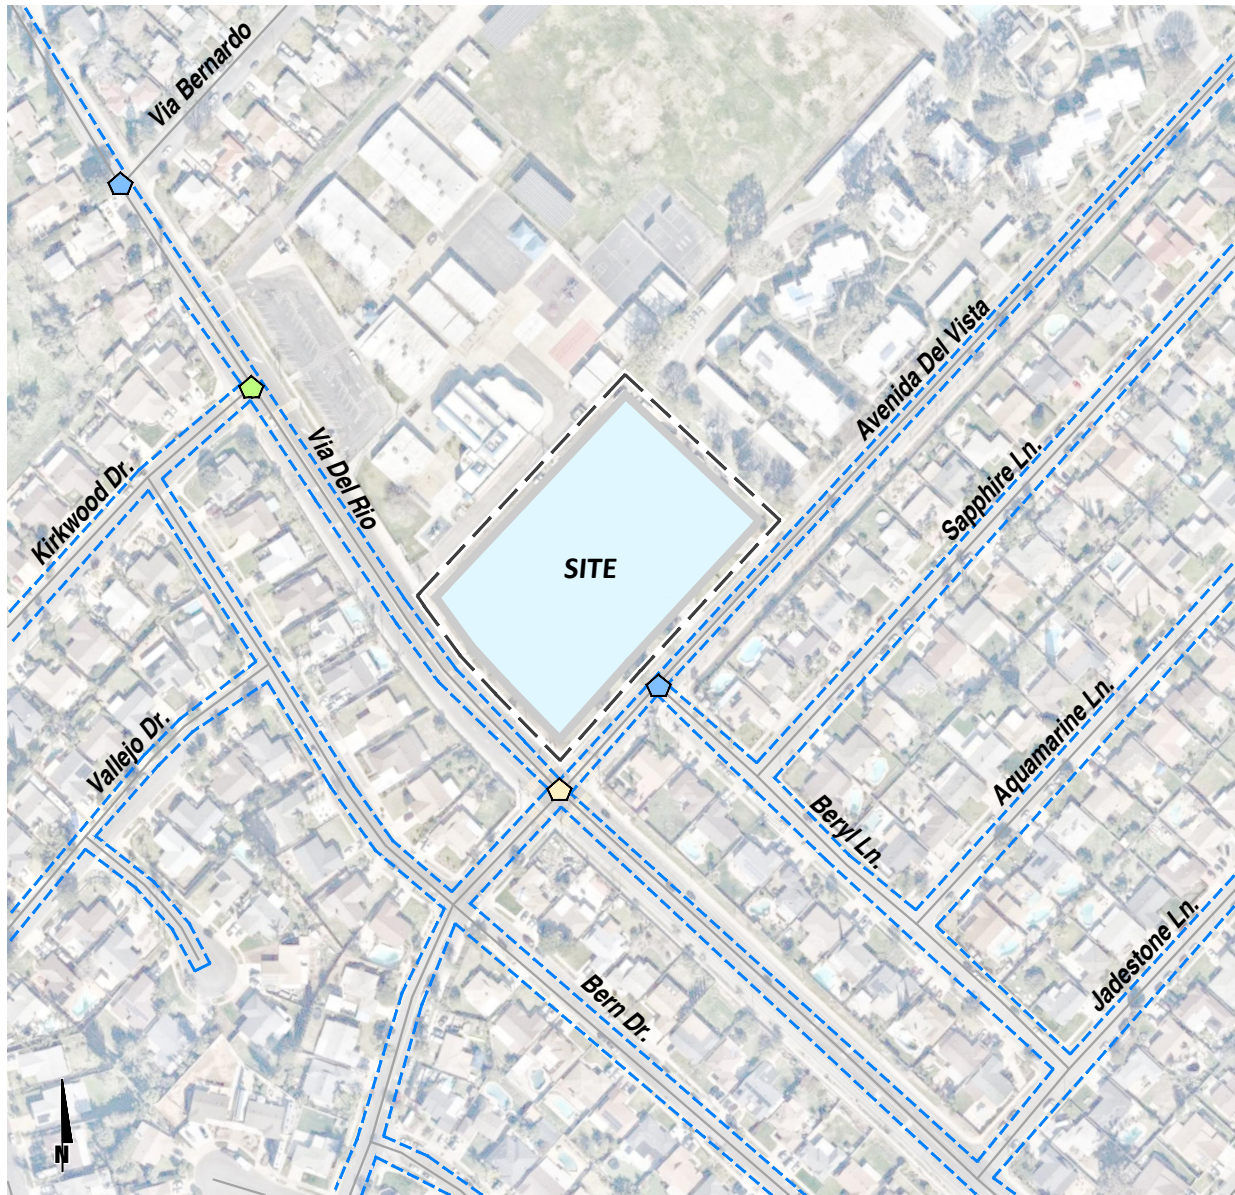 Via Bernardo
Avenida Del Vista
Via Del Rio
Sapphire Ln.
Kirkwood Dr.
SITE
Aquamarine Ln.
Vallejo Dr.
Beryl Ln.
Jadestone Ln.
Bern Dr.
N